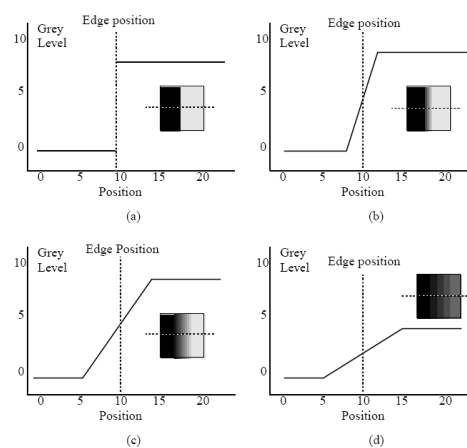 Edge position
Grey
Level
10
5
0
0 5 10 15 20
Position
(a)
Edge position
Grey
Level
10
5
0
0 5 10 15 20
Position
(b)
Edge Position
Grey
Level
10
5
0
0 5 10 15 20
Position
(c)
Grey
Level
Edge position
10
5
0
0 5 10 15 20
Position
(d)